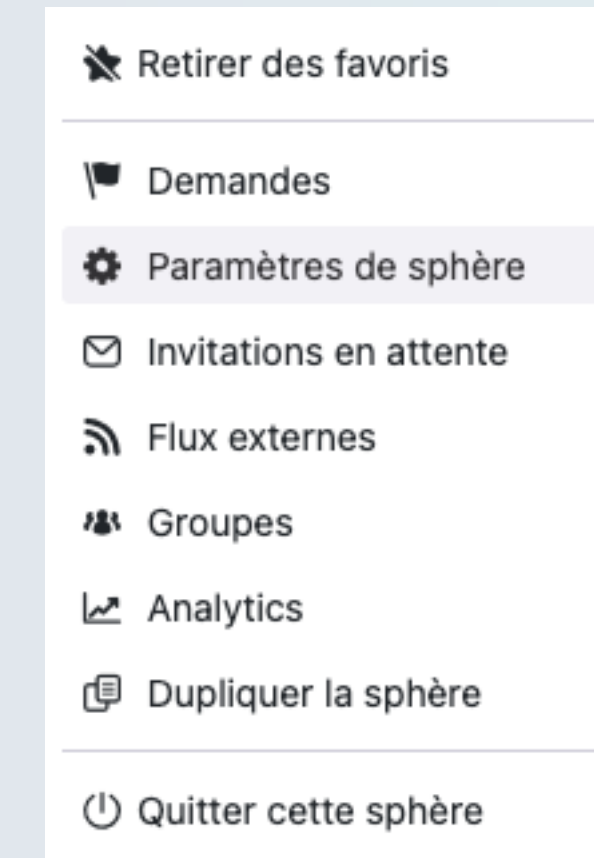 Retirer des favoris
Demandes
Paramètres de sphère
Invitations en attente
Flux externes
Groupes
Analytics
Dupliquer la sphère
Quitter cette sphère